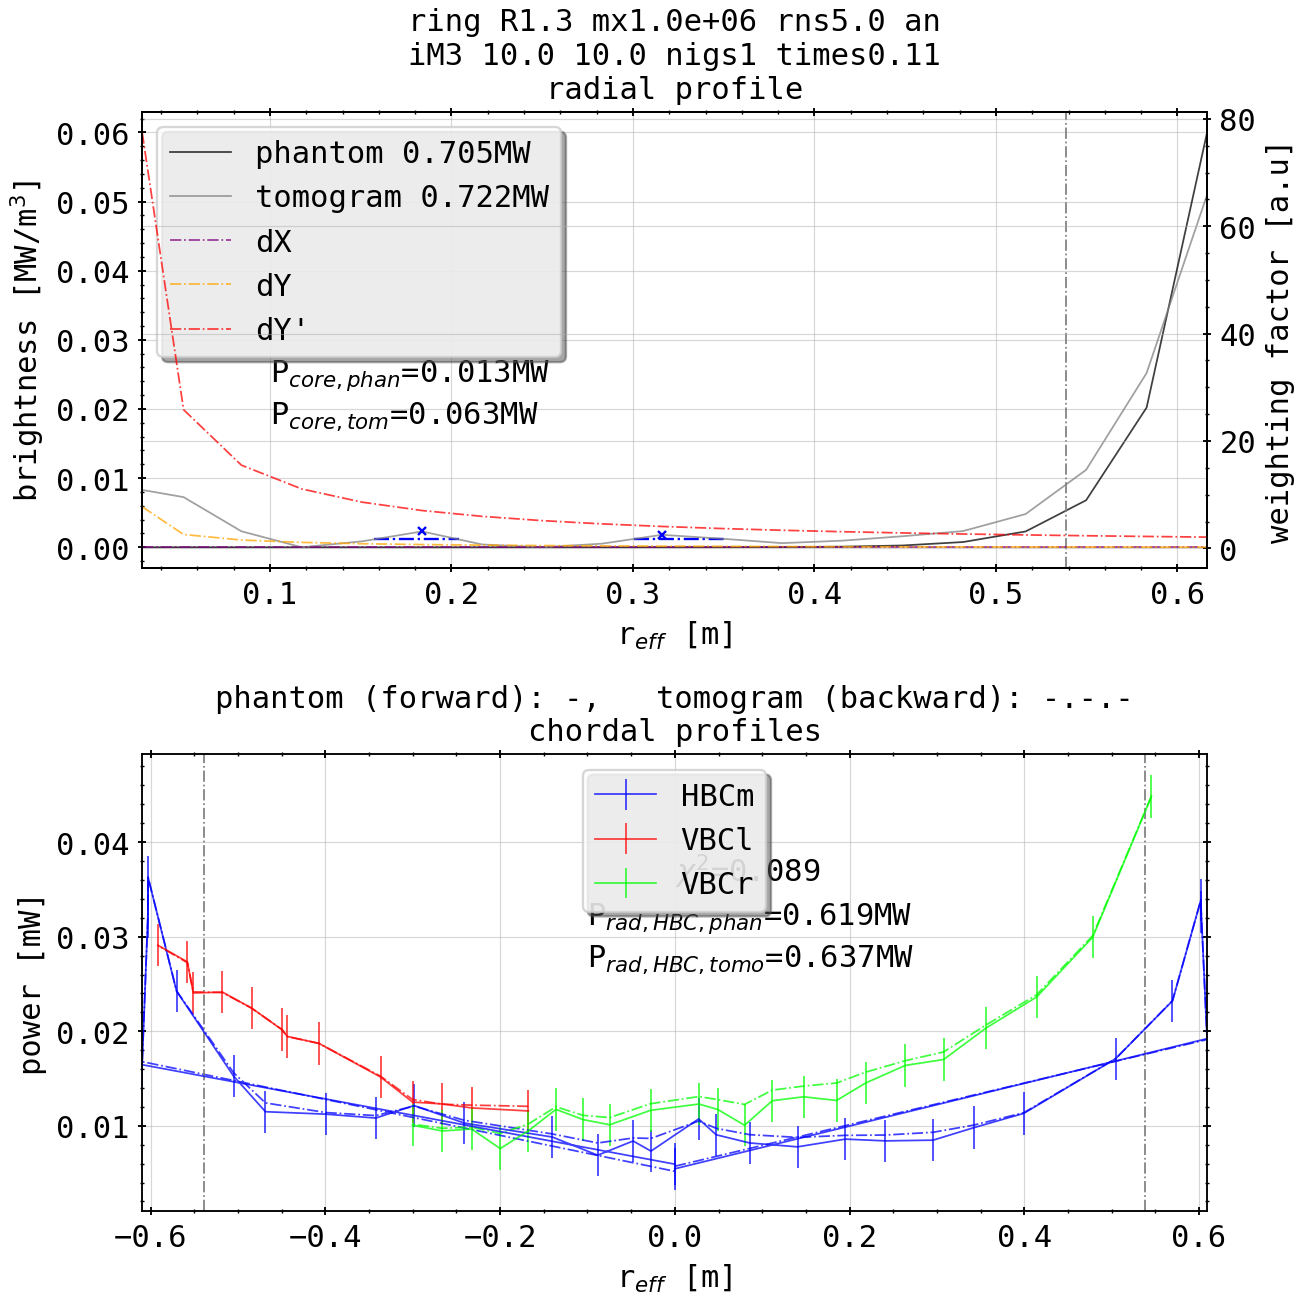 ring R1.3 mx1.0e+06 rns5.0 an
iM3 10.0 10.0 nigs1 times0.11
radial profile
brightness [MW/m³]
0.06
0.05
0.04
0.03
0.02
0.01
0.00
phantom 0.705MW
tomogram 0.722MW
dX
dY
dY'
P_core,phan=0.013MW
P_core,tom=0.063MW
80
60
40
20
0
weighting factor [a.u]
0.1 0.2 0.3 0.4 0.5 0.6
r_eff [m]
phantom (forward): -, tomogram (backward): -.-.-
chordal profiles
power [mW]
0.04
0.03
0.02
0.01
HBCm
VBCl
VBCr
χ²=0.089
P_rad,HBC,phan=0.619MW
P_rad,HBC,tomo=0.637MW
−0.6 −0.4 −0.2 0.0 0.2 0.4 0.6
r_eff [m]